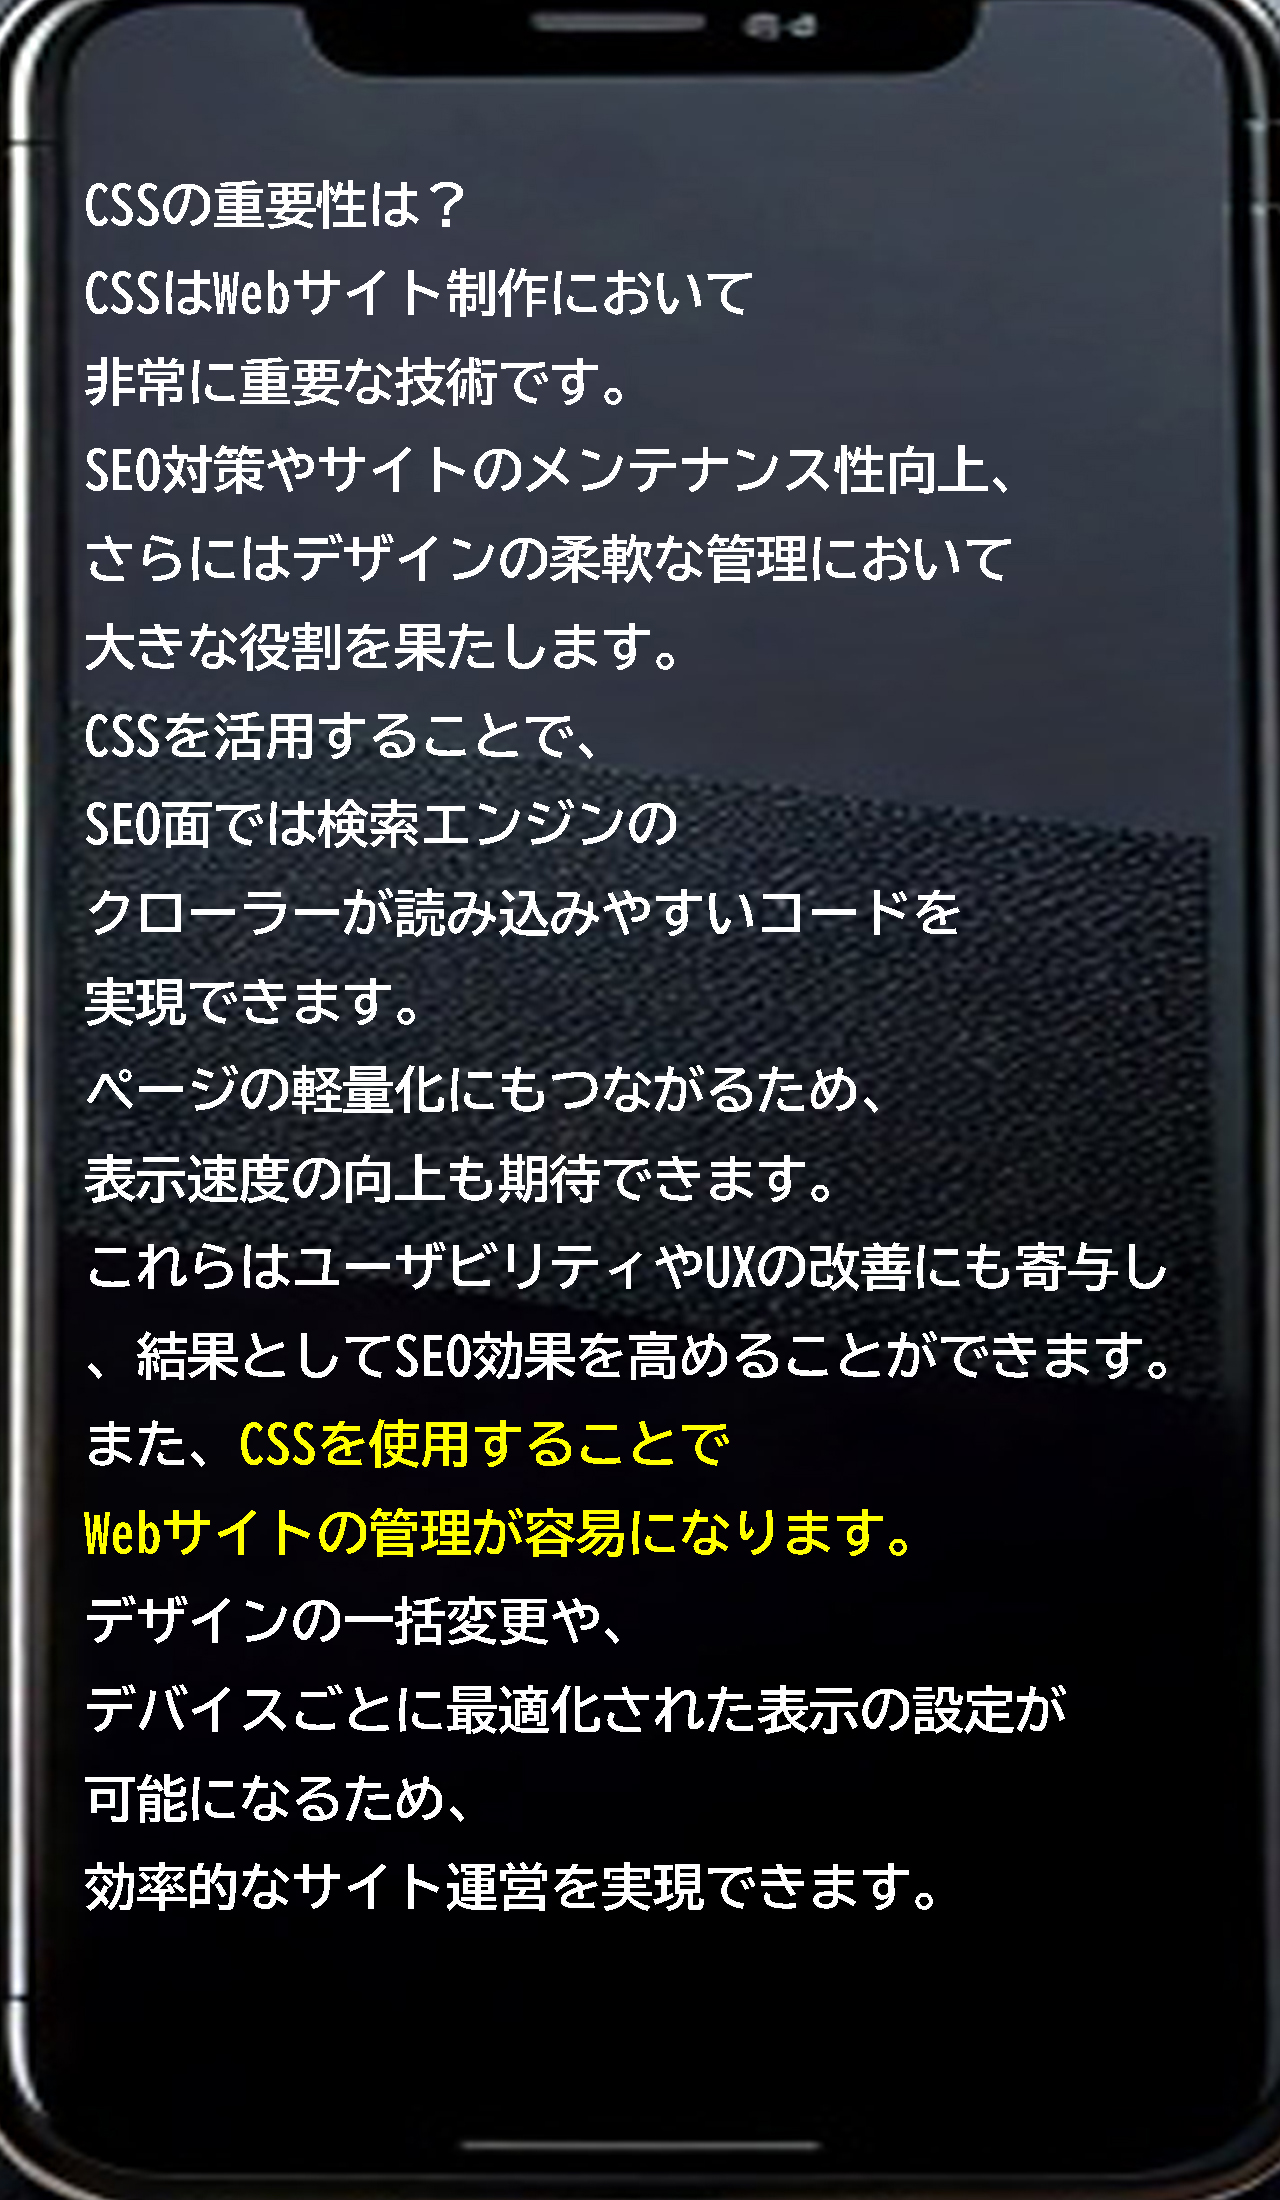 CSSの重要性は？
CSSはWebサイト制作において
非常に重要な技術です。
SEO対策やサイトのメンテナンス性向上、
さらにはデザインの柔軟な管理において
大きな役割を果たします。
CSSを活用することで、
SEO面では検索エンジンの
クローラーが読み込みやすいコードを
実現できます。
ページの軽量化にもつながるため、
表示速度の向上も期待できます。
これらはユーザビリティやUXの改善にも寄与し
、結果としてSEO効果を高めることができます。
また、CSSを使用することで
Webサイトの管理が容易になります。
デザインの一括変更や、
デバイスごとに最適化された表示の設定が
可能になるため、
効率的なサイト運営を実現できます。